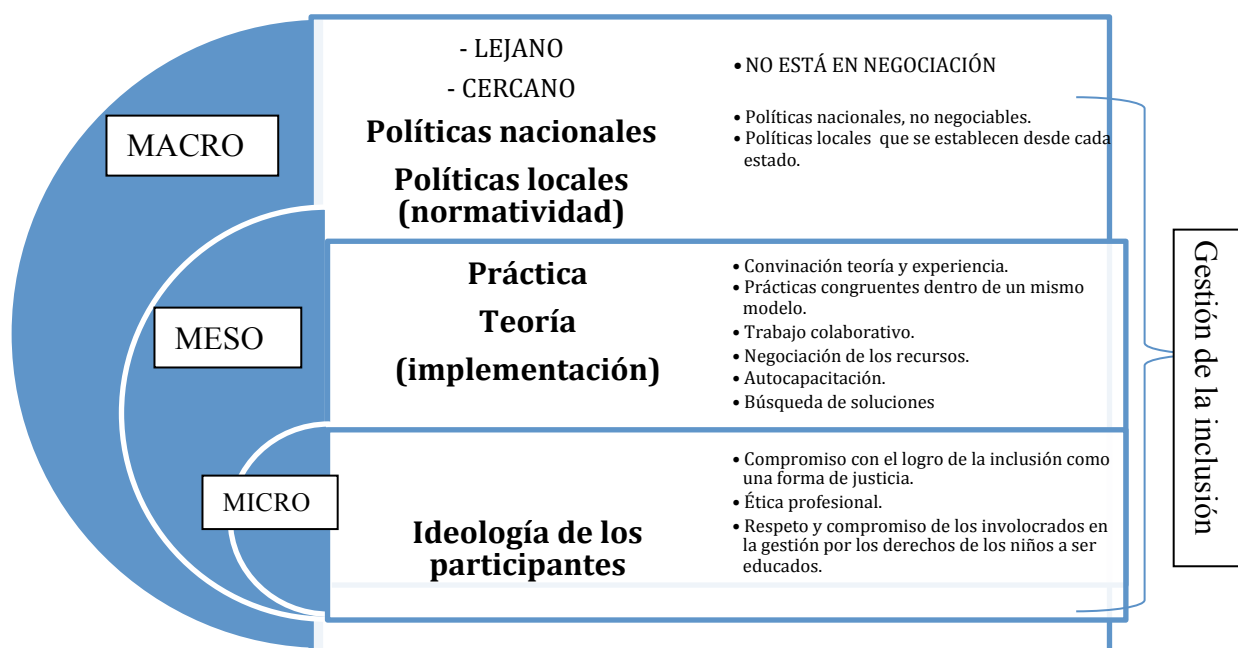 MACRO
- LEJANO
- CERCANO
Políticas nacionales
Políticas locales
(normatividad)
• NO ESTÁ EN NEGOCIACIÓN
• Políticas nacionales, no negociables.
• Políticas locales que se establecen desde cada
estado.
MESO
Práctica
Teoría
(implementación)
• Convinación teoría y experiencia.
• Prácticas congruentes dentro de un mismo
modelo.
• Trabajo colaborativo.
• Negociación de los recursos.
• Autocapacitación.
• Búsqueda de soluciones
MICRO
Ideología de los
participantes
• Compromiso con el logro de la inclusión como
una forma de justicia.
• Ética profesional.
• Respeto y compromiso de los involocrados en
la gestión por los derechos de los niños a ser
educados.
Gestión de la inclusión